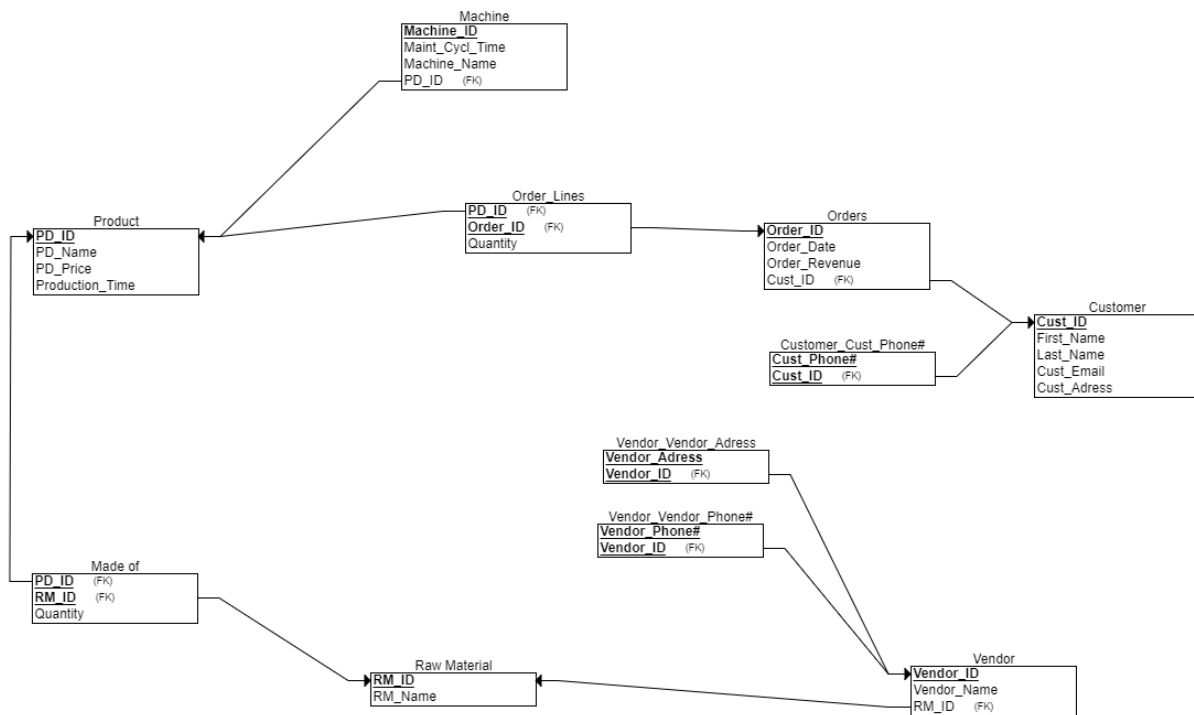 Machine
Machine_ID
Maint_Cycl_Time
Machine_Name
PD_ID (FK)
Order_Lines
PD_ID (FK)
Order_ID (FK)
Quantity
Product
PD_ID
PD_Name
PD_Price
Production_Time
Orders
Order_ID
Order_Date
Order_Revenue
Cust_ID (FK)
Customer
Cust_ID
First_Name
Last_Name
Cust_Email
Cust_Adress
Customer_Cust_Phone#
Cust_Phone#
Cust_ID (FK)
Vendor_Vendor_Adress
Vendor_Adress
Vendor_ID (FK)
Vendor_Vendor_Phone#
Vendor_Phone#
Vendor_ID (FK)
Made of
PD_ID (FK)
RM_ID (FK)
Quantity
Raw Material
RM_ID
RM_Name
Vendor
Vendor_ID
Vendor_Name
RM_ID (FK)